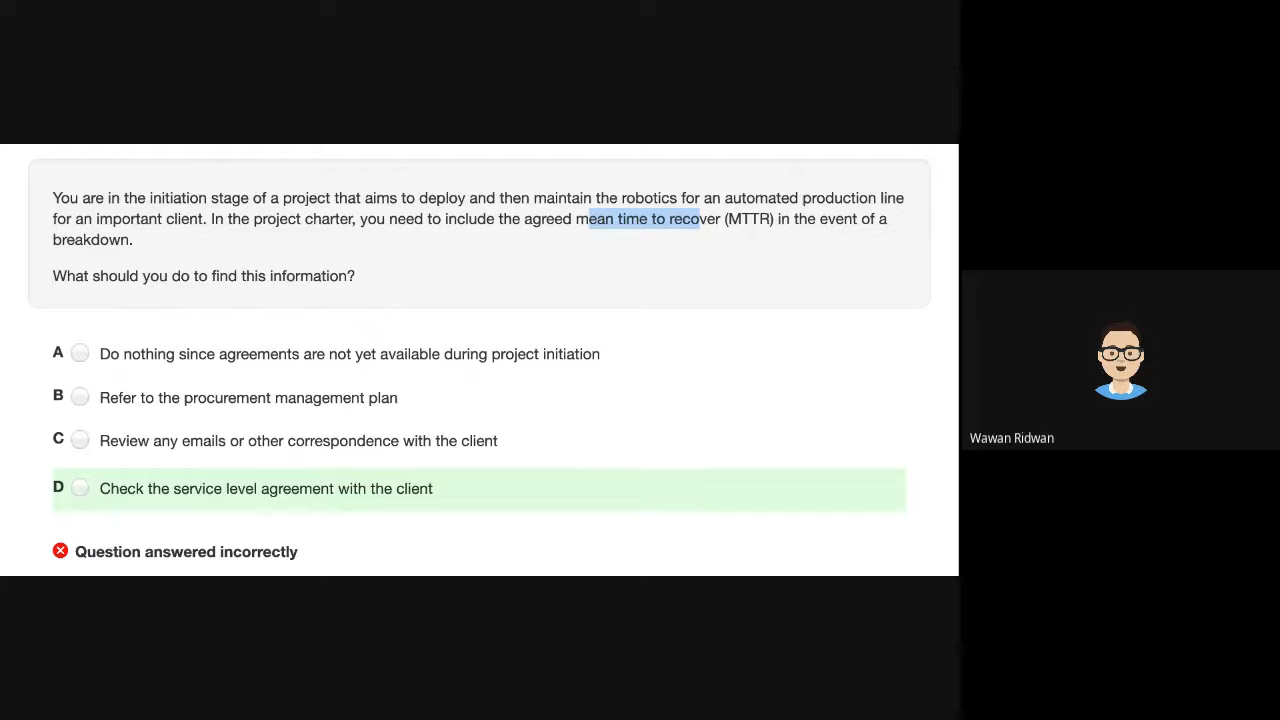 You are in the initiation stage of a project that aims to deploy and then maintain the robotics for an automated production line
for an important client. In the project charter, you need to include the agreed mean time to recover (MTTR) in the event of a
breakdown.
What should you do to find this information?
A Do nothing since agreements are not yet available during project initiation
B Refer to the procurement management plan
C Review any emails or other correspondence with the client
D Check the service level agreement with the client
Question answered incorrectly
Wawan Ridwan